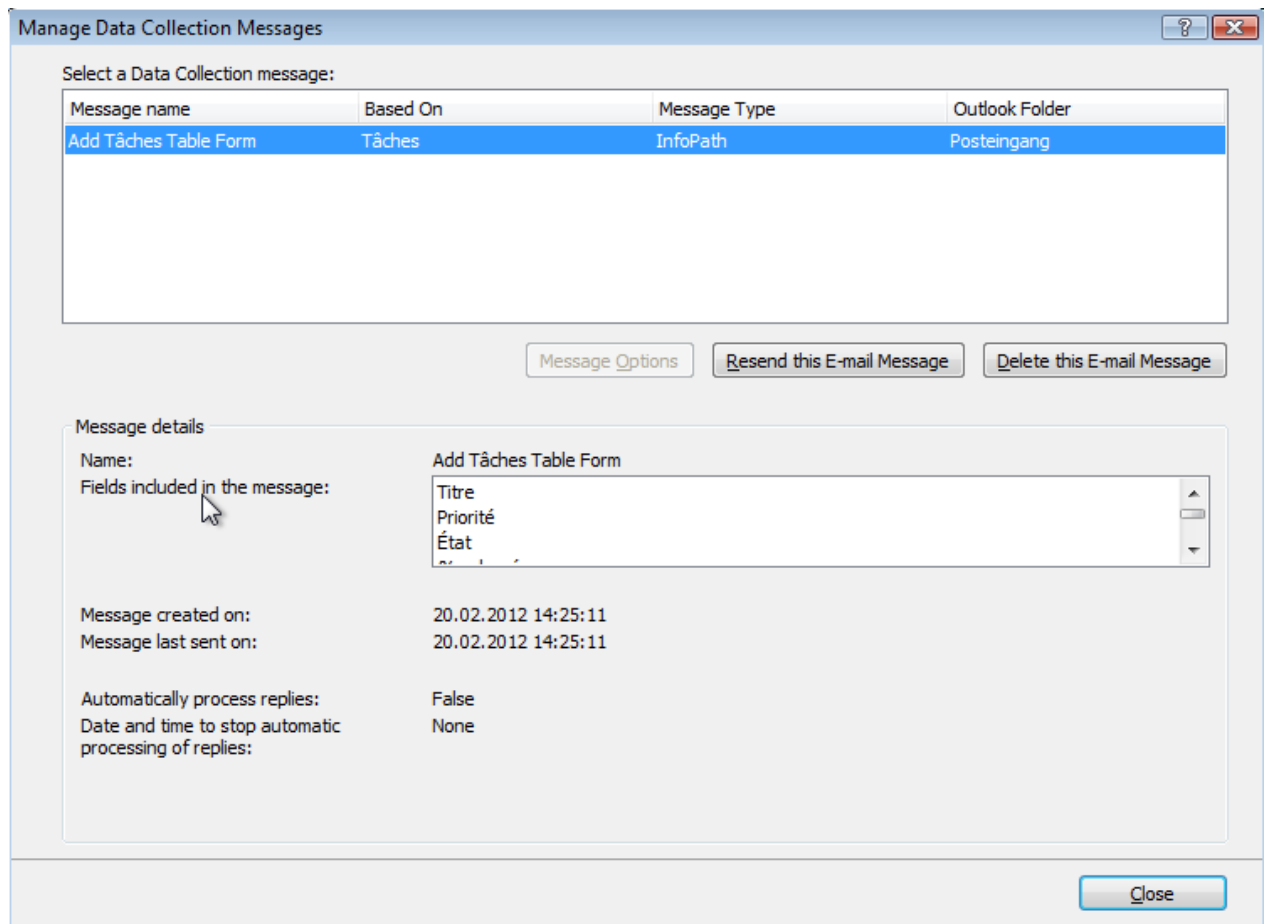 Manage Data Collection Messages
Select a Data Collection message:
Message name Based On Message Type Outlook Folder
Add Tâches Table Form Tâches InfoPath Posteingang
Message Options Resend this E-mail Message Delete this E-mail Message
Message details
Name: Add Tâches Table Form
Fields included in the message: Titre
Priorité
État
Message created on: 20.02.2012 14:25:11
Message last sent on: 20.02.2012 14:25:11
Automatically process replies: False
Date and time to stop automatic None
processing of replies:
Close